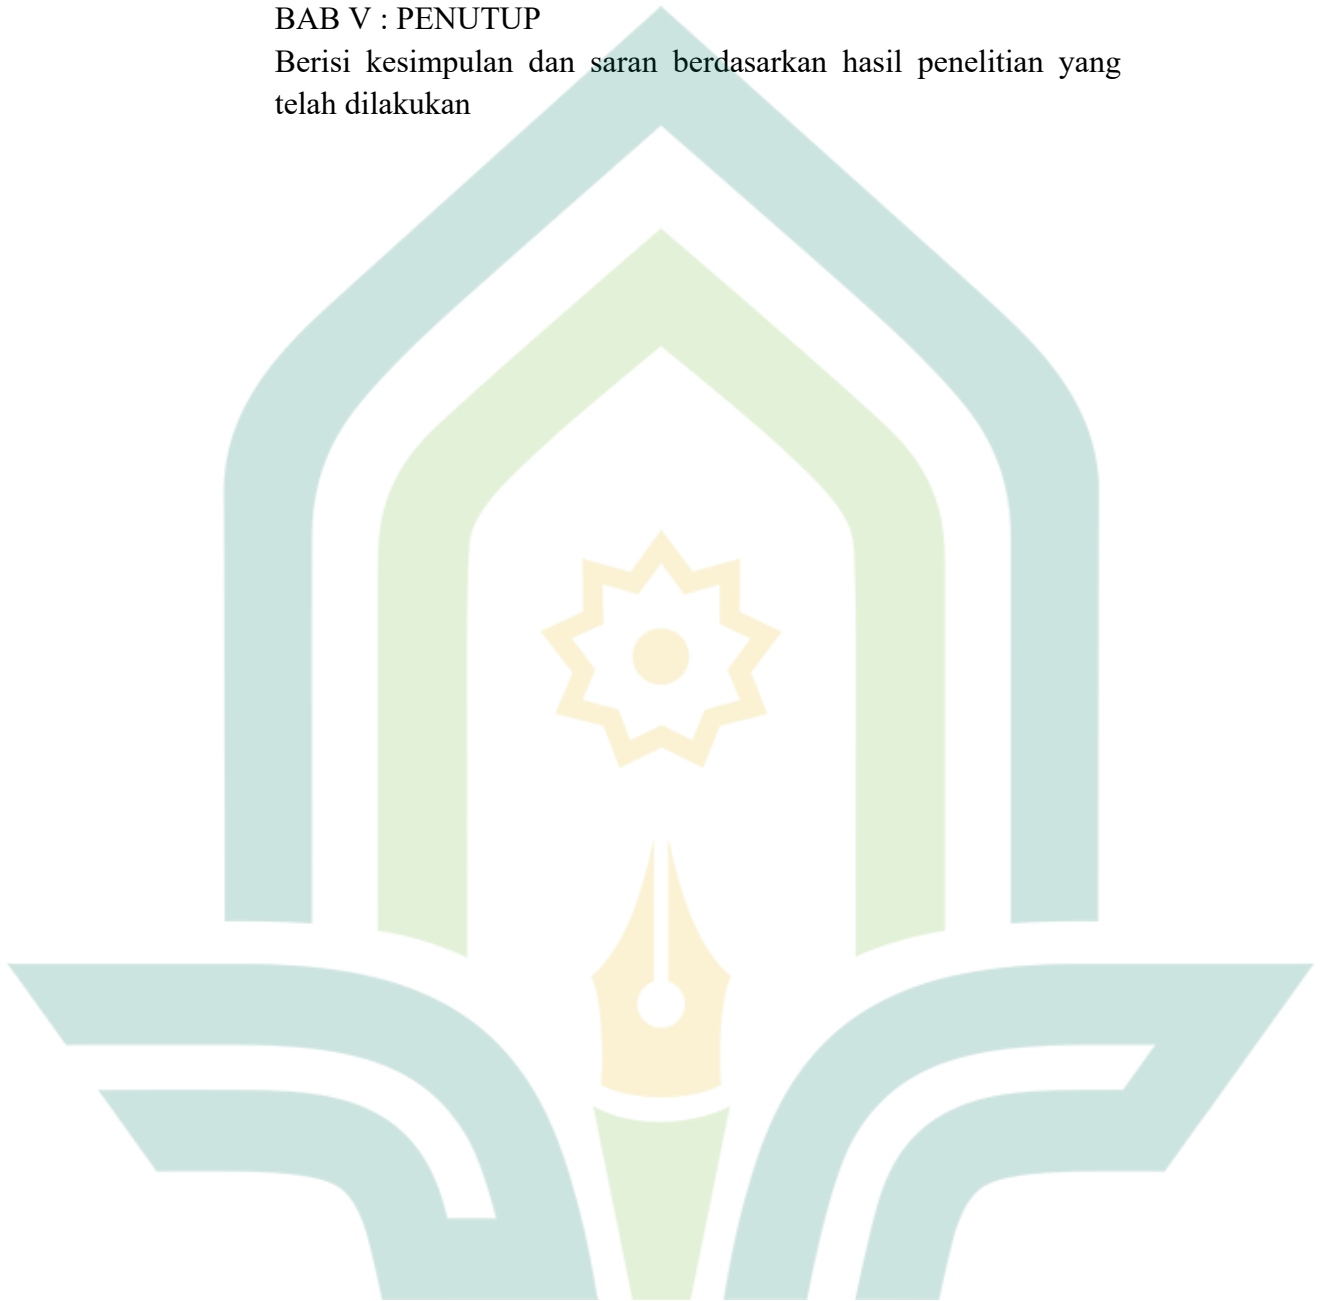 BAB V : PENUTUP
Berisi kesimpulan dan saran berdasarkan hasil penelitian yang
telah dilakukan